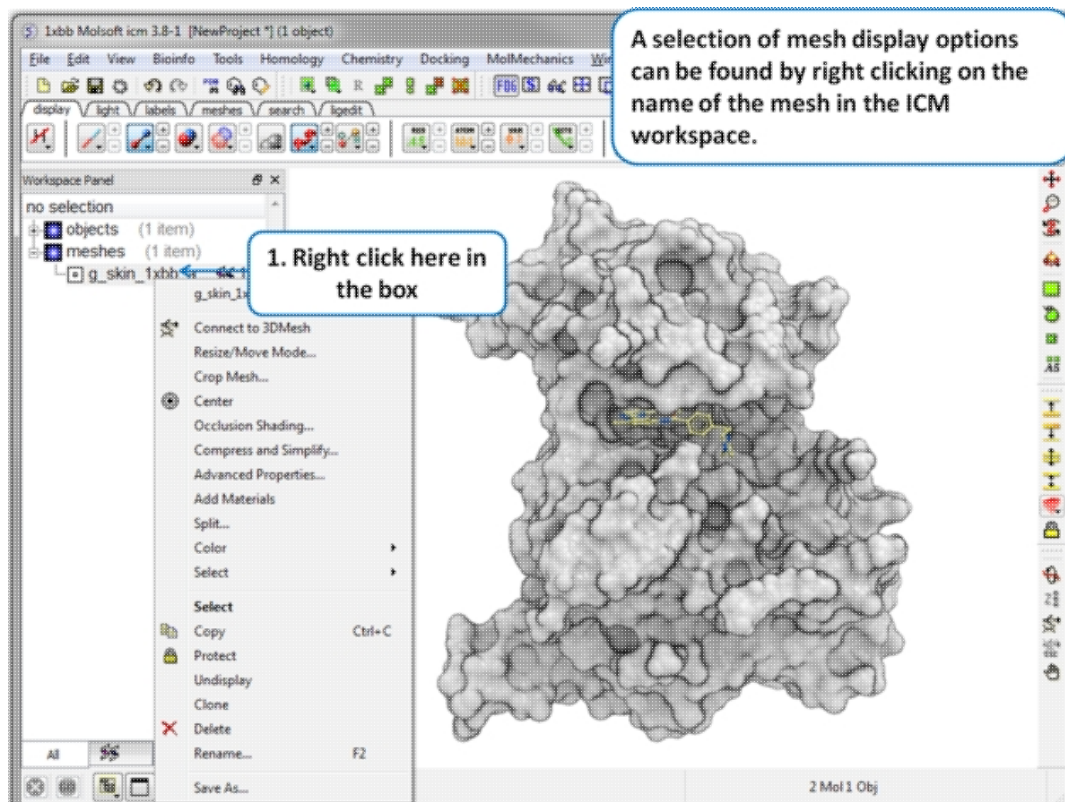 1xbb Molsoft icm 3.8-1 [NewProject *] (1 object)
File Edit View Bioinfo Tools Homology Chemistry Docking MolMechanics
A selection of mesh display options
can be found by right clicking on the
name of the mesh in the ICM
workspace.
display light labels meshes search ligedit
Workspace Panel
no selection
objects (1 item)
meshes (1 item)
g_skin_1xbb
1. Right click here in
the box
Connect to 3DMesh
Resize/Move Mode...
Crop Mesh...
Center
Occlusion Shading...
Compress and Simplify...
Advanced Properties...
Add Materials
Split...
Color
Select
Select
Copy Ctrl+C
Protect
Undisplay
Clone
Delete
Rename... F2
Save As...
All
2 Mol 1 Obj